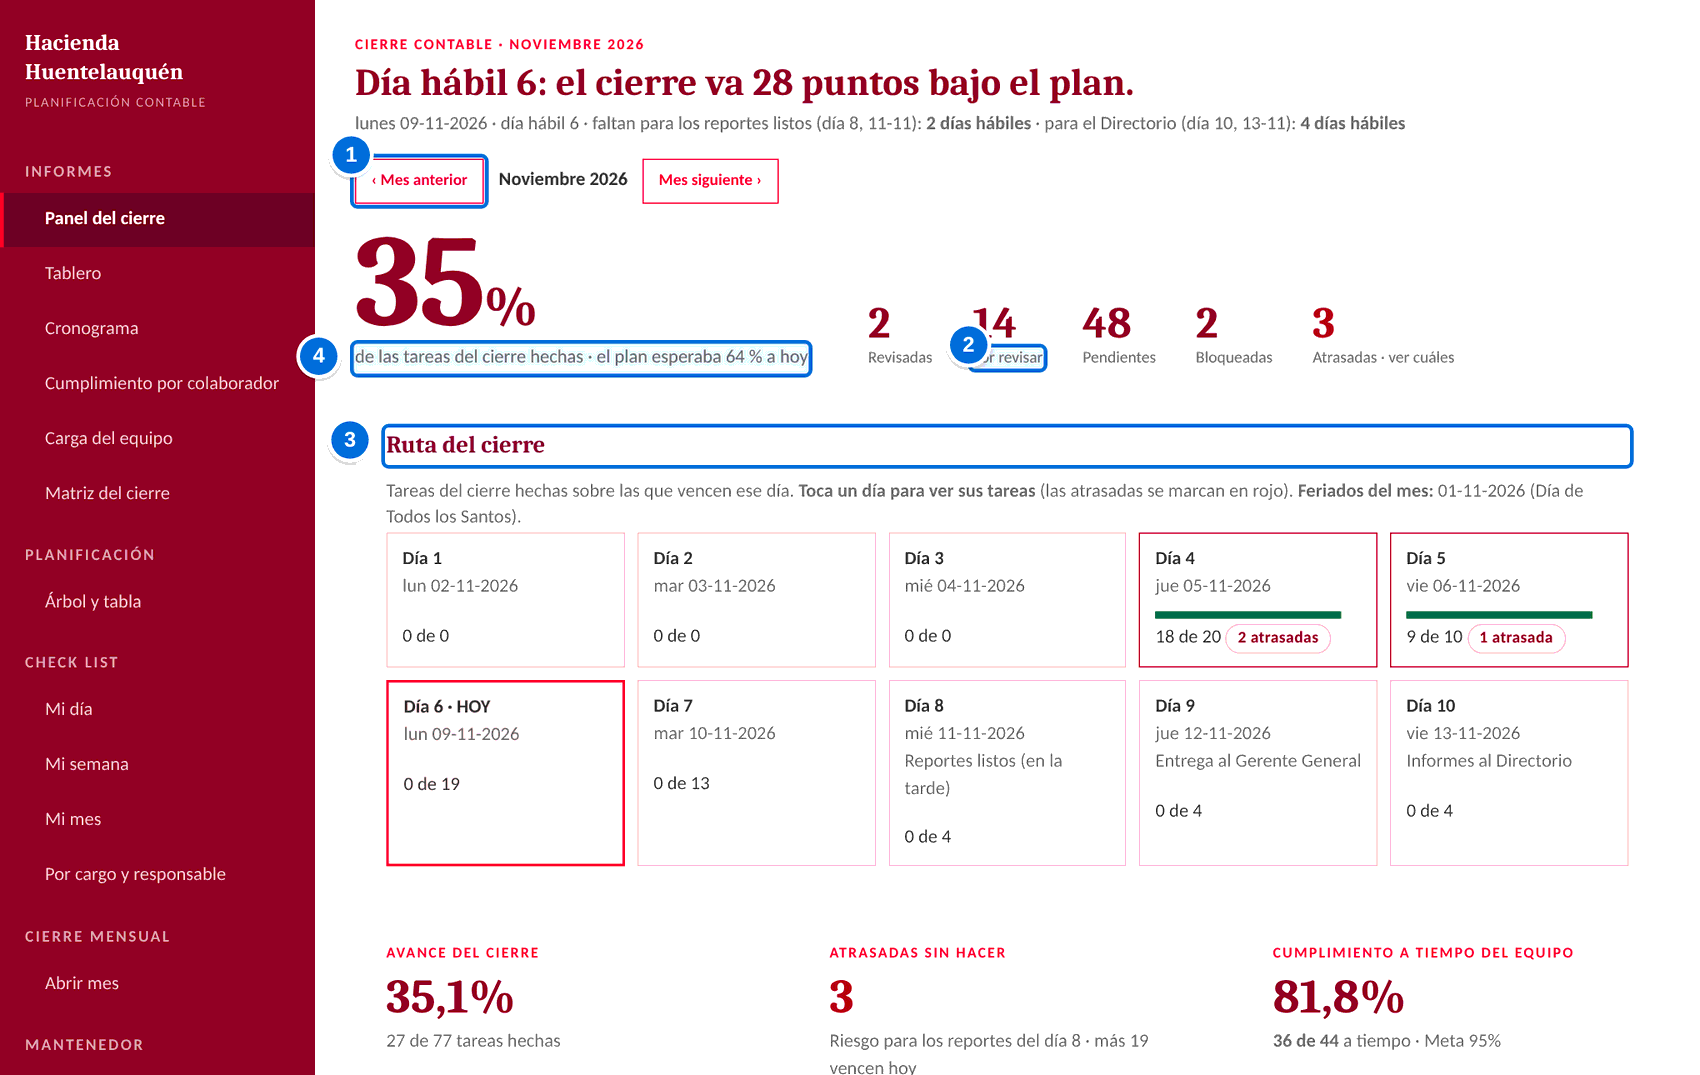 Hacienda
Huentelauquén
PLANIFICACIÓN CONTABLE
INFORMES
Panel del cierre
Tablero
Cronograma
Cumplimiento por colaborador
Carga del equipo
Matriz del cierre
PLANIFICACIÓN
Árbol y tabla
CHECK LIST
Mi día
Mi semana
Mi mes
Por cargo y responsable
CIERRE MENSUAL
Abrir mes
MANTENEDOR
CIERRE CONTABLE · NOVIEMBRE 2026
Día hábil 6: el cierre va 28 puntos bajo el plan.
lunes 09-11-2026 · día hábil 6 · faltan para los reportes listos (día 8, 11-11): 2 días hábiles · para el Directorio (día 10, 13-11): 4 días hábiles
1
‹ Mes anterior Noviembre 2026 Mes siguiente ›
35%
4 de las tareas del cierre hechas · el plan esperaba 64 % a hoy
2
Revisadas
14
2 revisar
48
Pendientes
2
Bloqueadas
3
Atrasadas · ver cuáles
3 Ruta del cierre
Tareas del cierre hechas sobre las que vencen ese día. Toca un día para ver sus tareas (las atrasadas se marcan en rojo). Feriados del mes: 01-11-2026 (Día de
Todos los Santos).
Día 1
lun 02-11-2026
0 de 0
Día 2
mar 03-11-2026
0 de 0
Día 3
mié 04-11-2026
0 de 0
Día 4
jue 05-11-2026
18 de 20 2 atrasadas
Día 5
vie 06-11-2026
9 de 10 1 atrasada
Día 6 · HOY
lun 09-11-2026
0 de 19
Día 7
mar 10-11-2026
0 de 13
Día 8
mié 11-11-2026
Reportes listos (en la
tarde)
0 de 4
Día 9
jue 12-11-2026
Entrega al Gerente General
0 de 4
Día 10
vie 13-11-2026
Informes al Directorio
0 de 4
AVANCE DEL CIERRE
35,1%
27 de 77 tareas hechas
ATRASADAS SIN HACER
3
Riesgo para los reportes del día 8 · más 19
vencen hoy
CUMPLIMIENTO A TIEMPO DEL EQUIPO
81,8%
36 de 44 a tiempo · Meta 95%